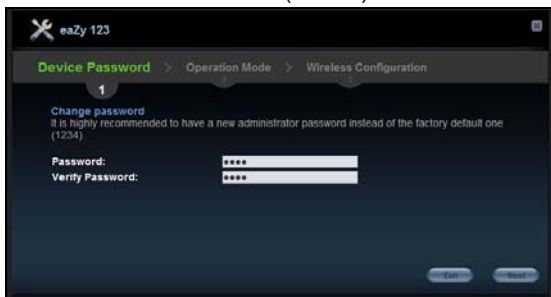 eaZy 123
Device Password > Operation Mode > Wireless Configuration
1
Change password
It is highly recommended to have a new administrator password instead of the factory default one
(1234)
Password: ••••
Verify Password: ••••
Exit Next